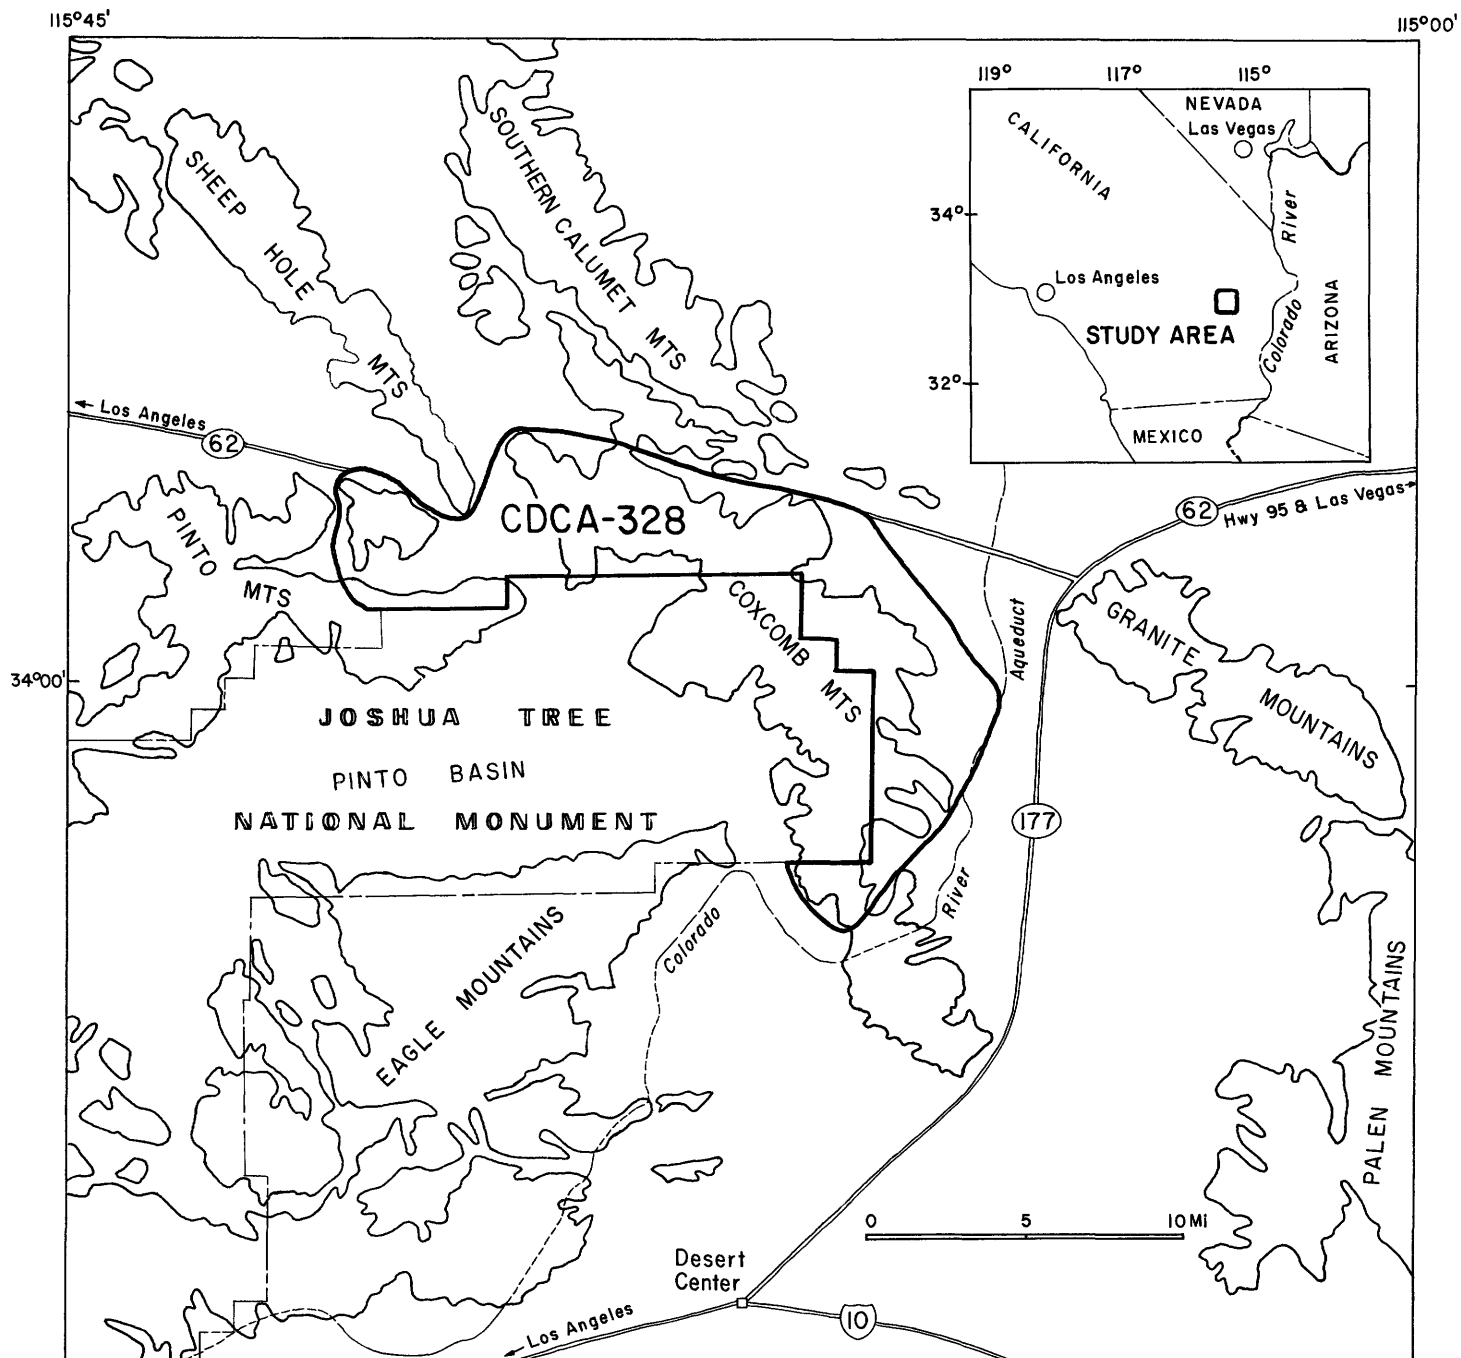 115°45'
115°00'
119°
117°
115°
NEVADA
Las Vegas
CALIFORNIA
34°
River
Los Angeles
STUDY AREA
Colorado
ARIZONA
32°
MEXICO
SHEEP
HOLE
MTS
SOUTHERN CALUMET MTS
← Los Angeles
62
CDCA-328
62
Hwy 95 & Las Vegas→
PINTO
MTS
COXCOMB
MTS
Aqueduct
GRANITE
MOUNTAINS
34°00'
JOSHUA TREE
PINTO BASIN
NATIONAL MONUMENT
177
River
Colorado
EAGLE MOUNTAINS
PALEN MOUNTAINS
0 5 10 Mi
Desert
Center
← Los Angeles
10